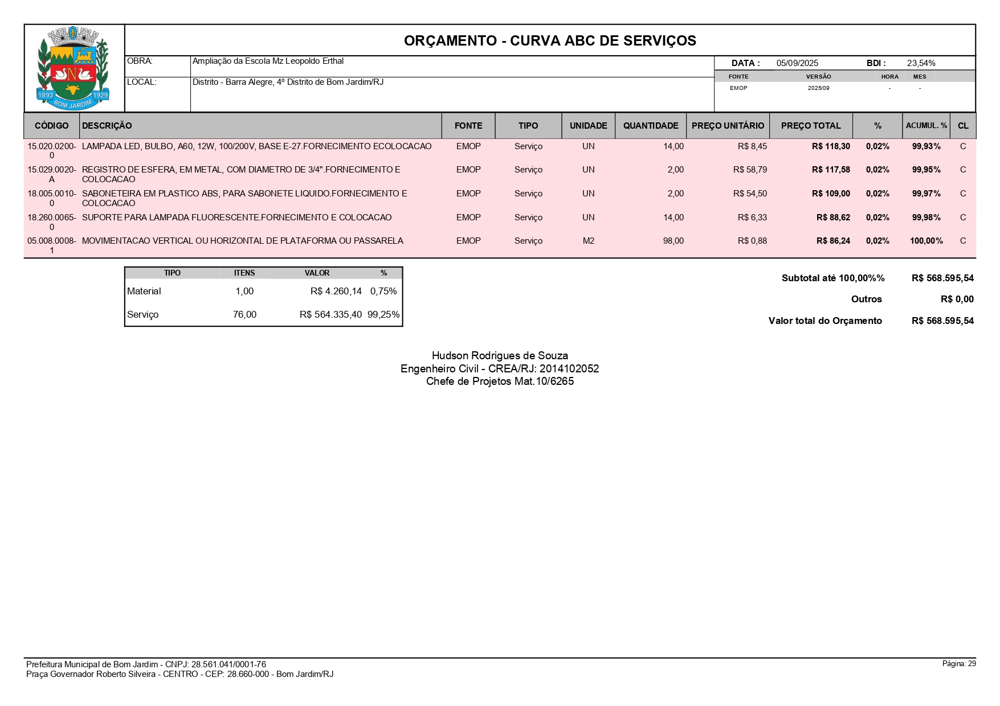 ORÇAMENTO - CURVA ABC DE SERVIÇOS
OBRA: Ampliação da Escola Mz Leopoldo Erthal
DATA : 05/09/2025 BDI : 23,54%
FONTE VERSÃO HORA MES
LOCAL: Distrito - Barra Alegre, 4º Distrito de Bom Jardim/RJ
EMOP 2025/09 - -
N
1893 1929
BOM JARDIM
CÓDIGO DESCRIÇÃO FONTE TIPO UNIDADE QUANTIDADE PREÇO UNITÁRIO PREÇO TOTAL % ACUMUL. % CL
15.020.0200- LAMPADA LED, BULBO, A60, 12W, 100/200V, BASE E-27.FORNECIMENTO ECOLOCACAO EMOP Serviço UN 14,00 R$ 8,45 R$ 118,30 0,02% 99,93% C
0
15.029.0020- REGISTRO DE ESFERA, EM METAL, COM DIAMETRO DE 3/4".FORNECIMENTO E EMOP Serviço UN 2,00 R$ 58,79 R$ 117,58 0,02% 99,95% C
A COLOCACAO
18.005.0010- SABONETEIRA EM PLASTICO ABS, PARA SABONETE LIQUIDO.FORNECIMENTO E EMOP Serviço UN 2,00 R$ 54,50 R$ 109,00 0,02% 99,97% C
0 COLOCACAO
18.260.0065- SUPORTE PARA LAMPADA FLUORESCENTE.FORNECIMENTO E COLOCACAO EMOP Serviço UN 14,00 R$ 6,33 R$ 88,62 0,02% 99,98% C
0
05.008.0008- MOVIMENTACAO VERTICAL OU HORIZONTAL DE PLATAFORMA OU PASSARELA EMOP Serviço M2 98,00 R$ 0,88 R$ 86,24 0,02% 100,00% C
1
TIPO ITENS VALOR %
Material 1,00 R$ 4.260,14 0,75%
Serviço 76,00 R$ 564.335,40 99,25%
Subtotal até 100,00%% R$ 568.595,54
Outros R$ 0,00
Valor total do Orçamento R$ 568.595,54
Hudson Rodrigues de Souza
Engenheiro Civil - CREA/RJ: 2014102052
Chefe de Projetos Mat.10/6265
Prefeitura Municipal de Bom Jardim - CNPJ: 28.561.041/0001-76 Página: 29
Praça Governador Roberto Silveira - CENTRO - CEP: 28.660-000 - Bom Jardim/RJ